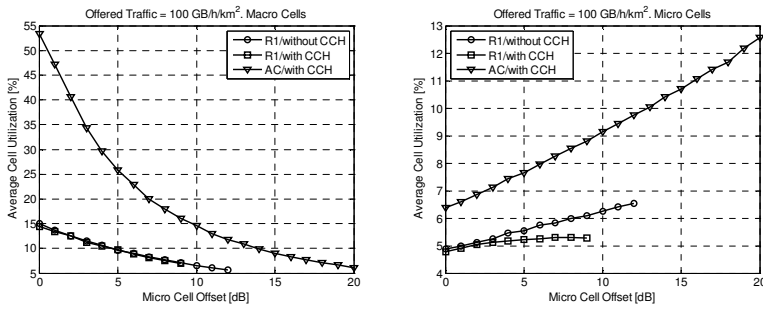 Offered Traffic = 100 GB/h/km². Macro Cells
55
50
45
40
35
30
25
20
15
10
5
Average Cell Utilization [%]
R1/without CCH
R1/with CCH
AC/with CCH
0 5 10 15 20
Micro Cell Offset [dB]
Offered Traffic = 100 GB/h/km². Micro Cells
13
12
11
10
9
8
7
6
5
4
Average Cell Utilization [%]
R1/without CCH
R1/with CCH
AC/with CCH
0 5 10 15 20
Micro Cell Offset [dB]